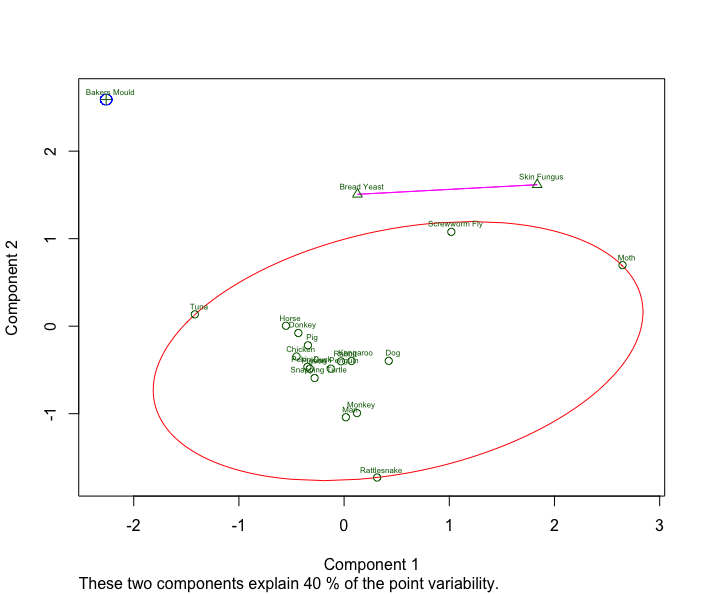 Bakers Mould
Skin Fungus
Bread Yeast
Screwworm Fly
Moth
Tuna
Horse
Donkey
Pig
Chicken
Kangaroo
Dog
Snapping Turtle
Monkey
Man
Rattlesnake
2
1
0
-1
Component 2
-2 -1 0 1 2 3
Component 1
These two components explain 40 % of the point variability.